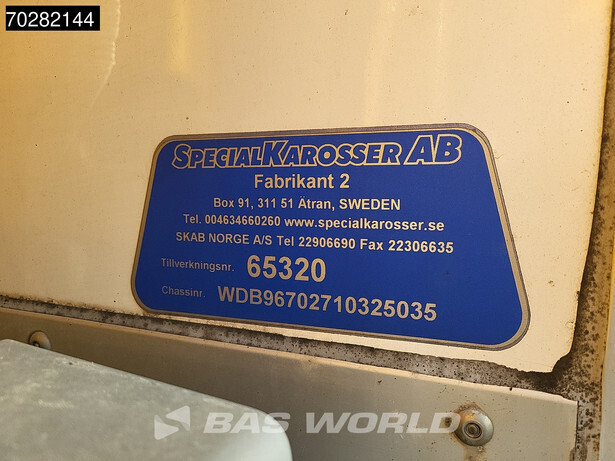 70282144
SPECIALKAROSSER AB
Fabrikant 2
Box 91, 311 51 Ätran, SWEDEN
Tel. 004634660260 www.specialkarosser.se
SKAB NORGE A/S Tel 22906690 Fax 22306635
Tillverkningsnr. 65320
Chassinr. WDB96702710325035
BAS WORLD